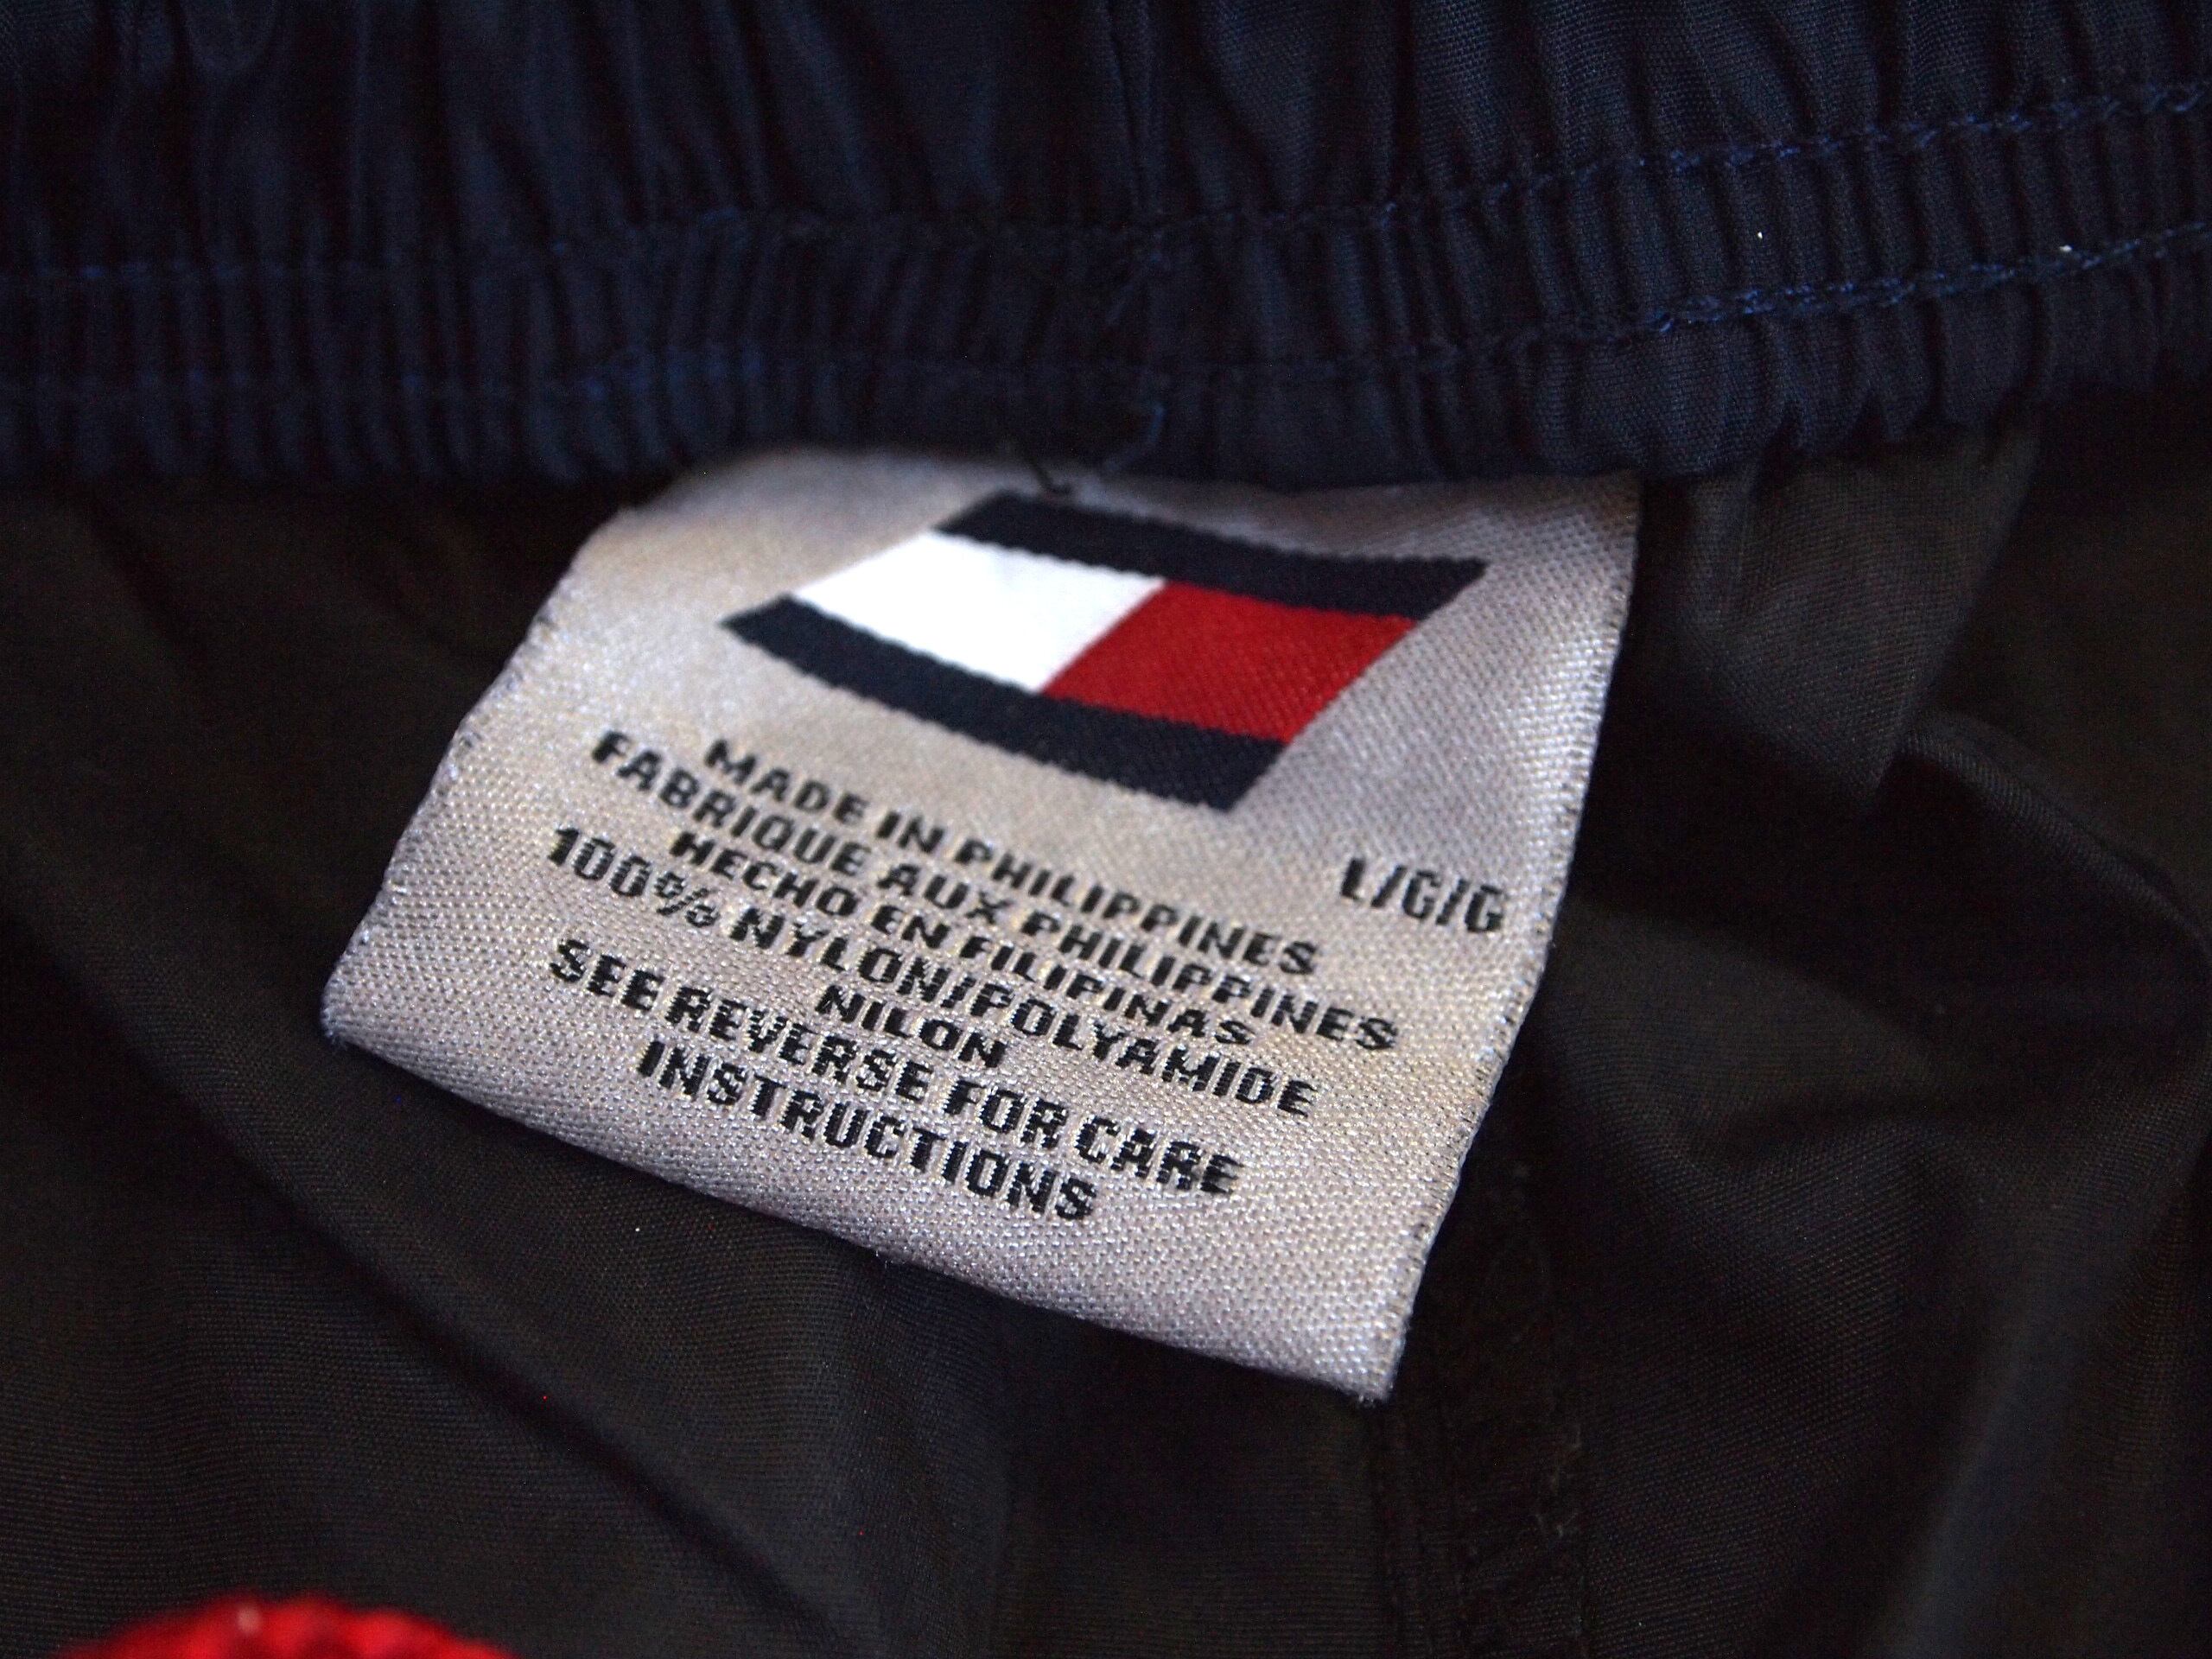 L/G/G
MADE IN PHILIPPINES
FABRIQUE AUX PHILIPPINES
HECHO EN FILIPINAS
100% NYLON/POLYAMIDE
NILON
SEE REVERSE FOR CARE
INSTRUCTIONS